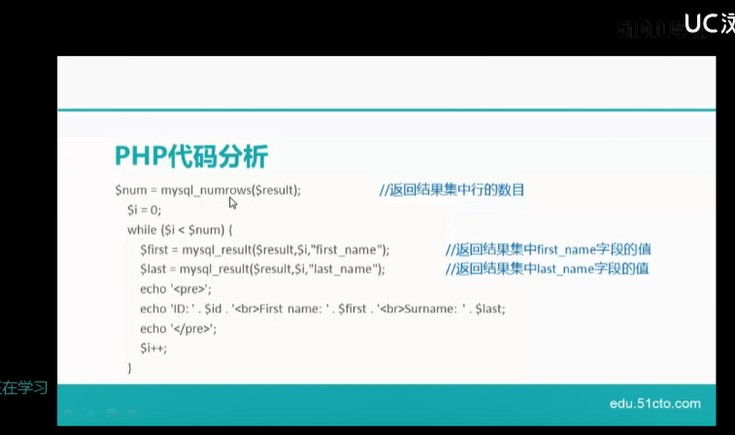 UC浏
PHP代码分析
$num = mysql_numrows($result); //返回结果集中行的数目
$i = 0;
while ($i < $num) {
$first = mysql_result($result,$i,"first_name"); //返回结果集中first_name字段的值
$last = mysql_result($result,$i,"last_name"); //返回结果集中last_name字段的值
echo '<pre>';
echo 'ID: ' . $id . '<br>First name: ' . $first . '<br>Surname: ' . $last;
echo '</pre>';
$i++;
}
在学习
edu.51cto.com